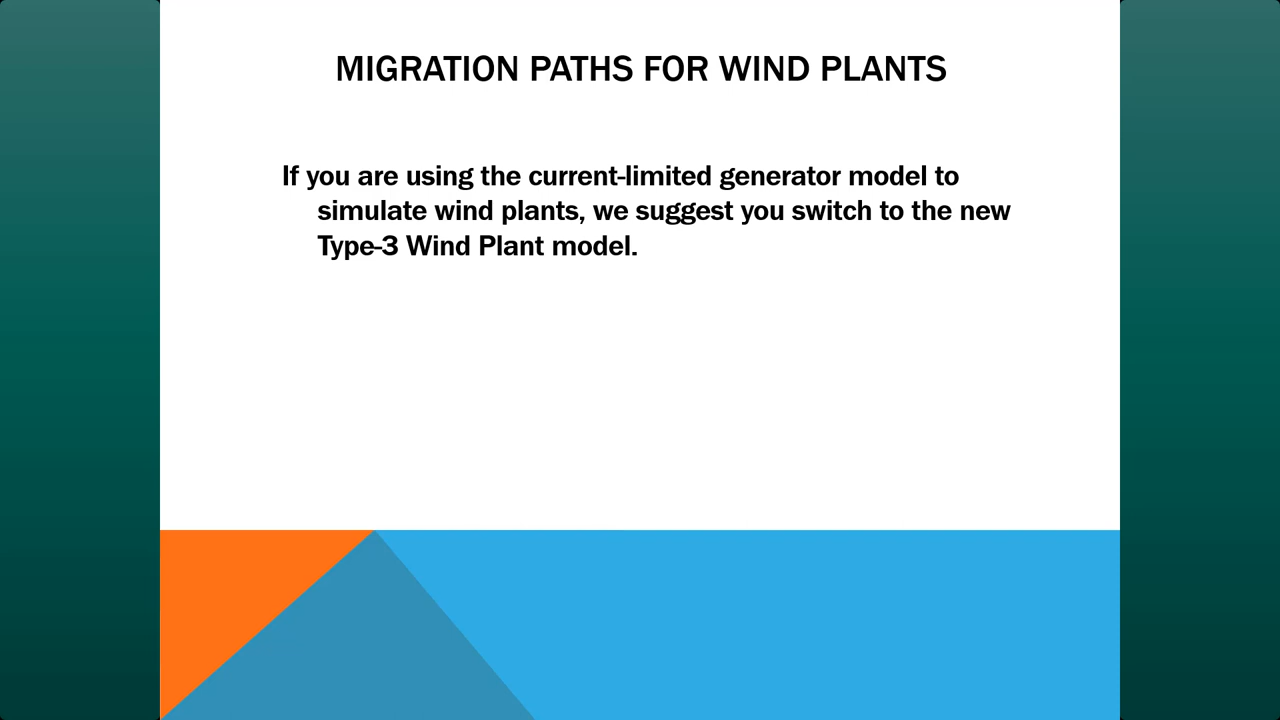 MIGRATION PATHS FOR WIND PLANTS
If you are using the current-limited generator model to
simulate wind plants, we suggest you switch to the new
Type-3 Wind Plant model.